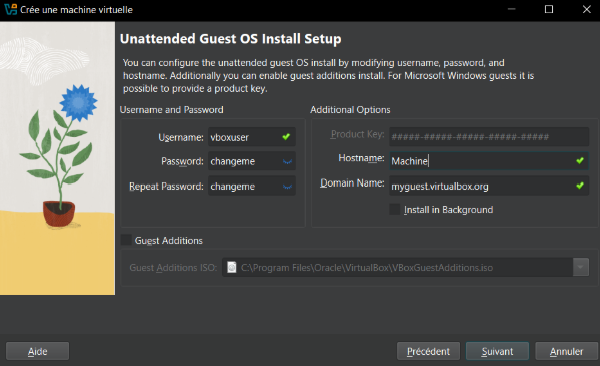 Crée une machine virtuelle
Unattended Guest OS Install Setup
You can configure the unattended guest OS install by modifying username, password, and
hostname. Additionally you can enable guest additions install. For Microsoft Windows guests it is
possible to provide a product key.
Username and Password
Username: vboxuser
Password: changeme
Repeat Password: changeme
Additional Options
Product Key: #####-#####-#####-#####-#####
Hostname: Machine
Domain Name: myguest.virtualbox.org
Install in Background
Guest Additions
Guest Additions ISO: C:\Program Files\Oracle\VirtualBox\VBoxGuestAdditions.iso
Aide
Précédent
Suivant
Annuler